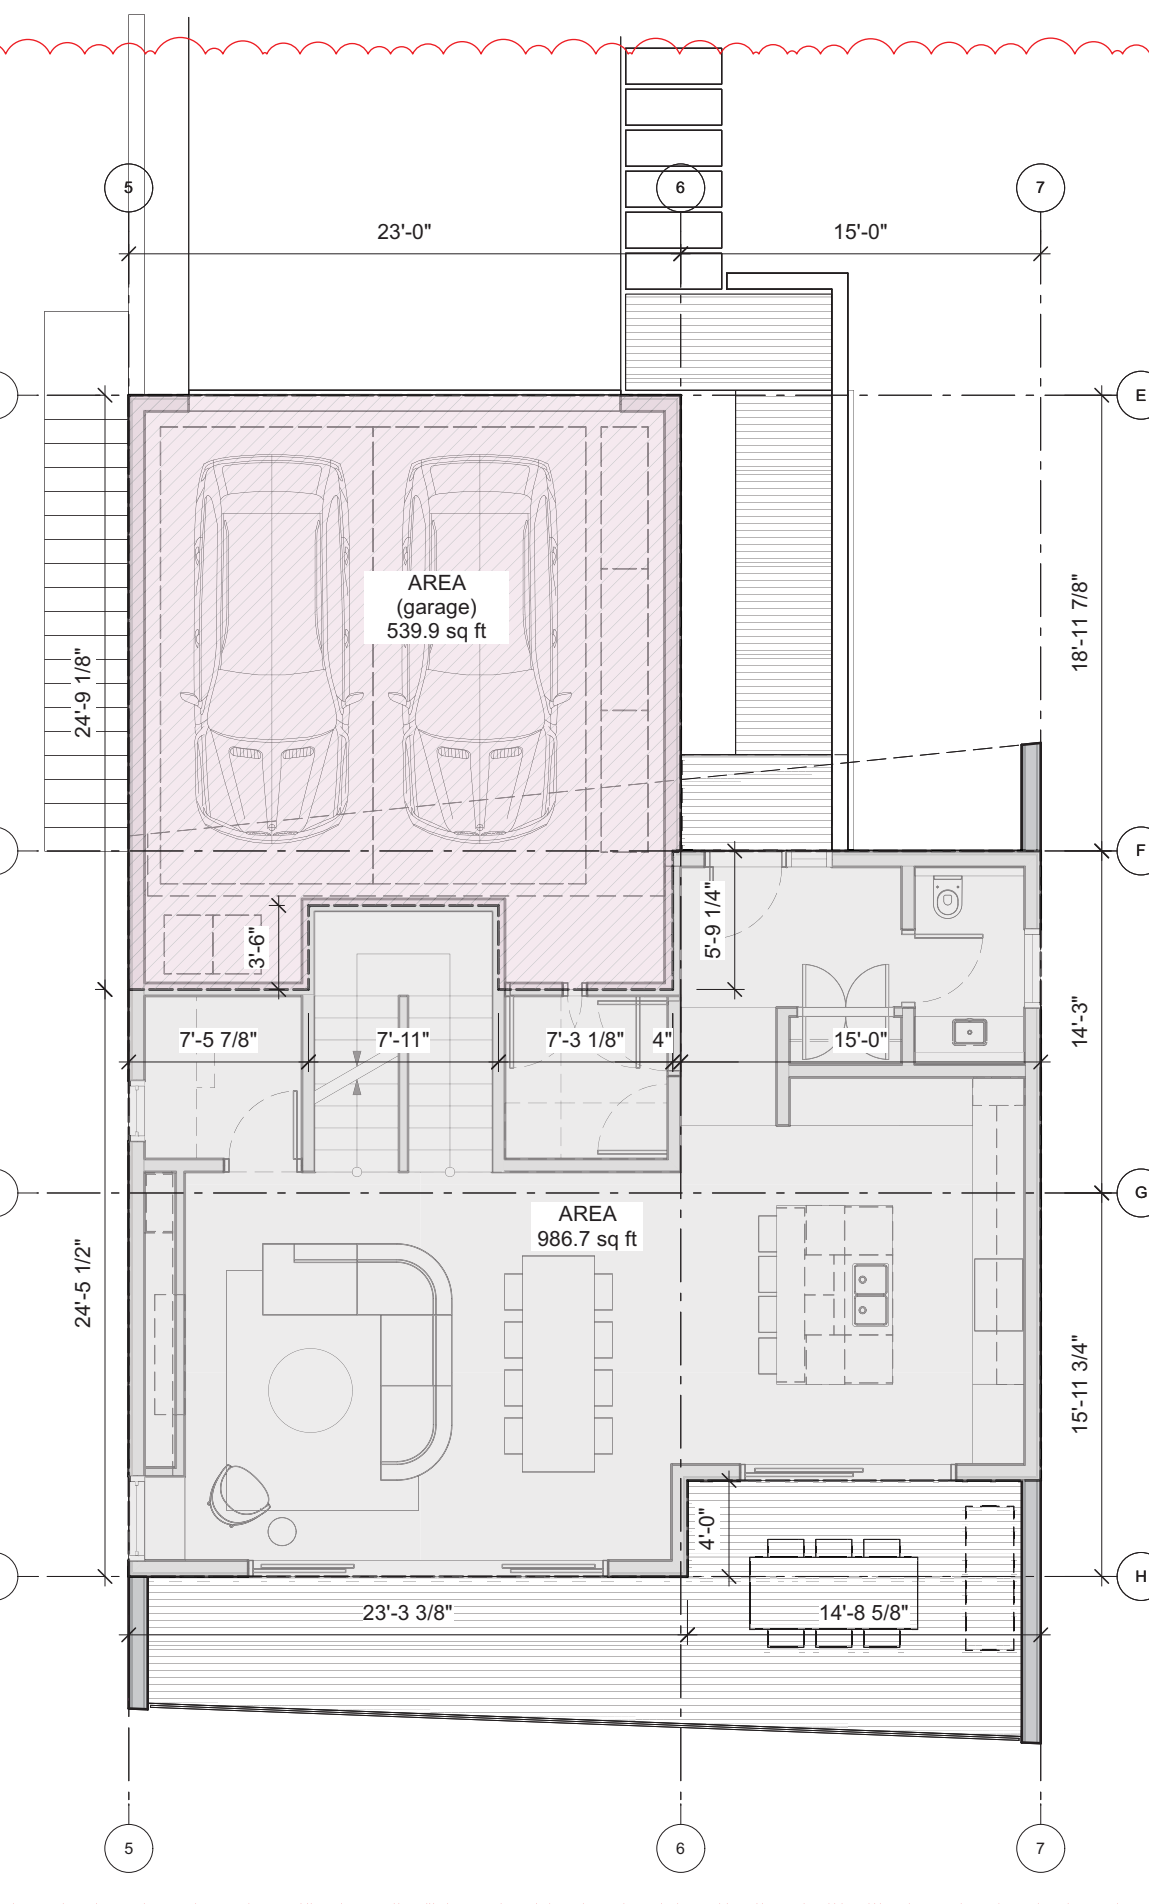 5
6
7
23'-0"
15'-0"
E
AREA
(garage)
539.9 sq ft
18'-11 7/8"
24'-9 1/8"
F
5'-9 1/4"
3'-6"
7'-5 7/8"
7'-11"
7'-3 1/8"
4"
15'-0"
14'-3"
G
AREA
986.7 sq ft
24'-5 1/2"
15'-11 3/4"
4'-0"
H
23'-3 3/8"
14'-8 5/8"
5
6
7